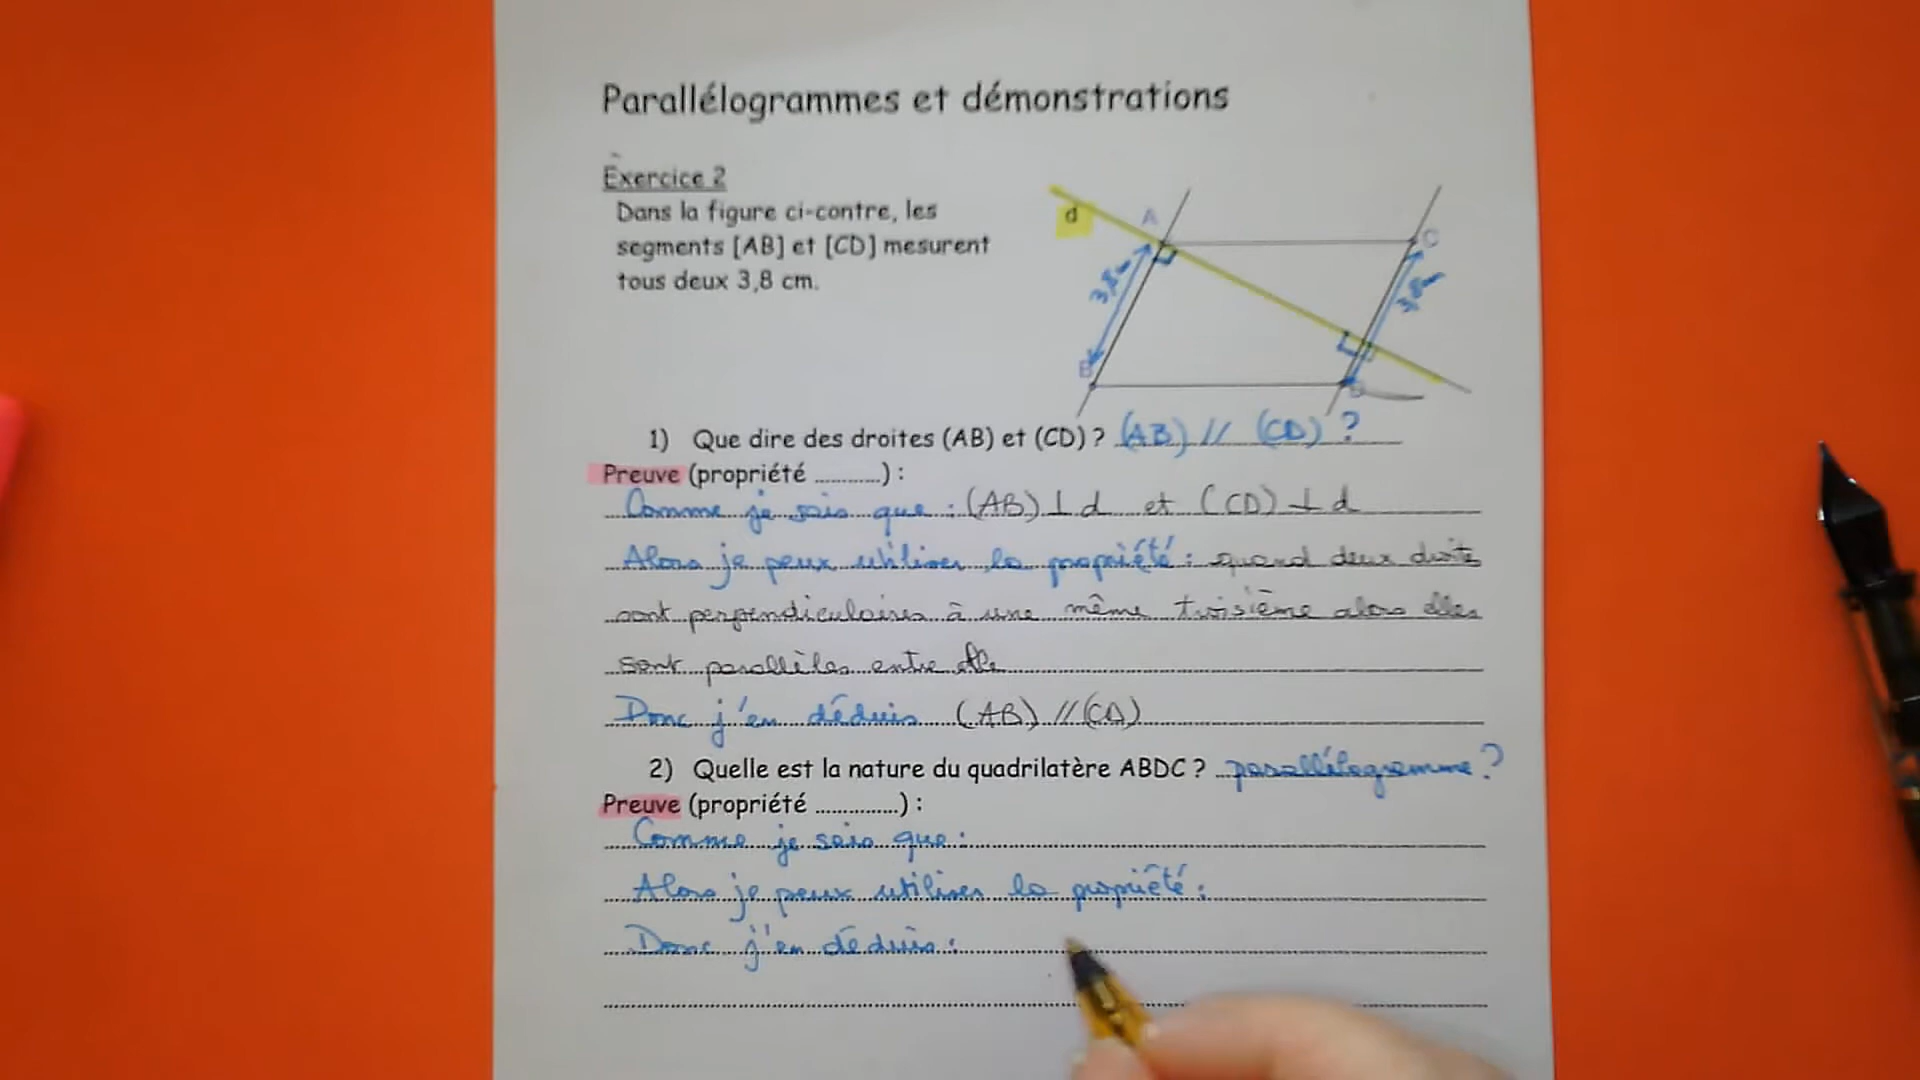 Parallélogrammes et démonstrations
Exercice 2
Dans la figure ci-contre, les
segments [AB] et [CD] mesurent
tous deux 3,8 cm.
d
A
C
3,8
3,8
B
D
1) Que dire des droites (AB) et (CD) ? (AB) // (CD) ?
Preuve (propriété ............) :
Comme je sais que : (AB) ⊥ d et (CD) ⊥ d
Alors je peux utiliser la propriété : quand deux droites
sont perpendiculaires à une même troisième alors elles
sont parallèles entre elle
Donc j'en déduis (AB) // (CD)
2) Quelle est la nature du quadrilatère ABDC ? parallélogramme ?
Preuve (propriété ...............) :
Comme je sais que :
Alors je peux utiliser la propriété :
Donc j'en déduis :